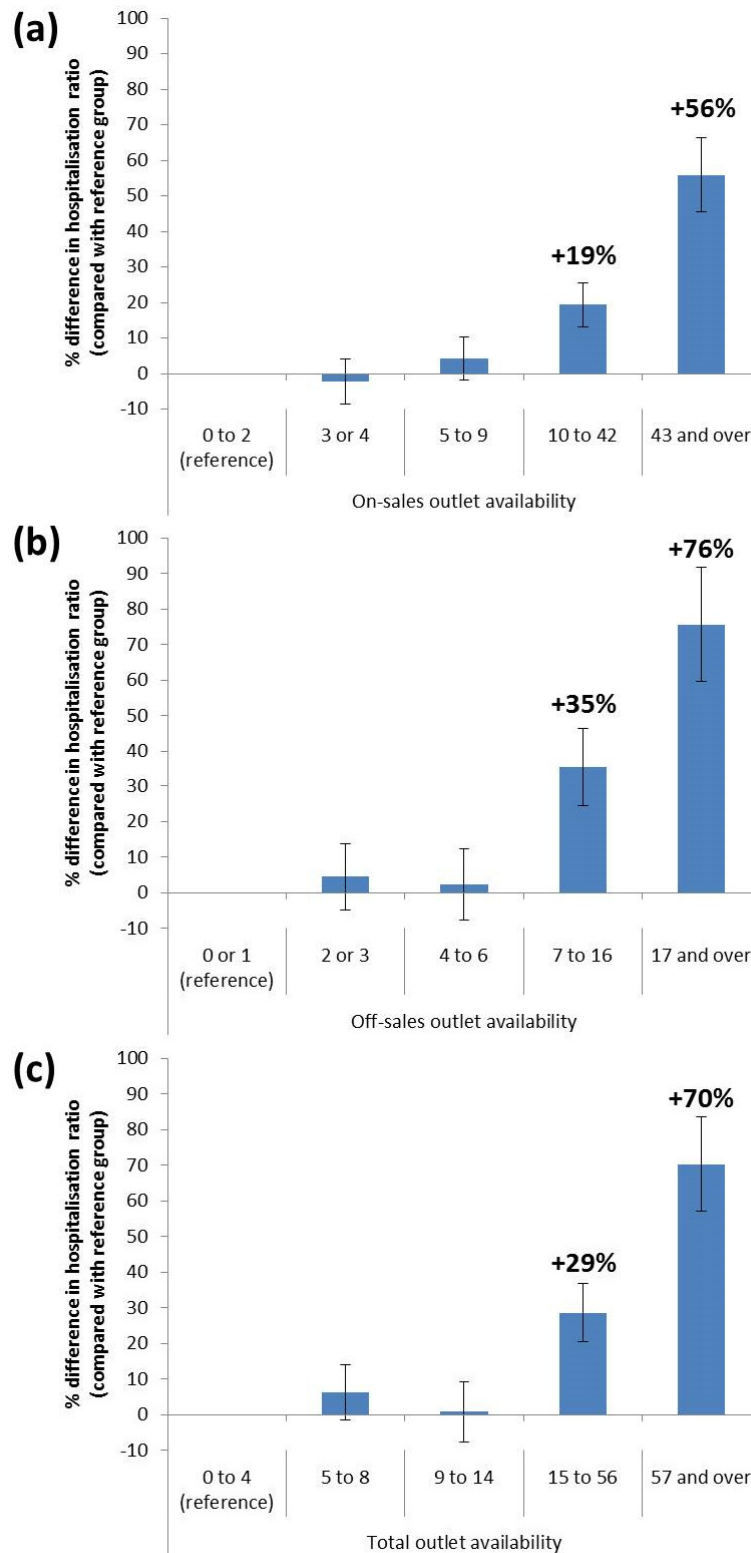 (a)
% difference in hospitalisation ratio
(compared with reference group)
100
90
80
70
60
50
40
30
20
10
0
-10
+19%
+56%
0 to 2
(reference)
3 or 4
5 to 9
10 to 42
43 and over
On-sales outlet availability
(b)
% difference in hospitalisation ratio
(compared with reference group)
100
90
80
70
60
50
40
30
20
10
0
-10
+35%
+76%
0 or 1
(reference)
2 or 3
4 to 6
7 to 16
17 and over
Off-sales outlet availability
(c)
% difference in hospitalisation ratio
(compared with reference group)
100
90
80
70
60
50
40
30
20
10
0
-10
+29%
+70%
0 to 4
(reference)
5 to 8
9 to 14
15 to 56
57 and over
Total outlet availability